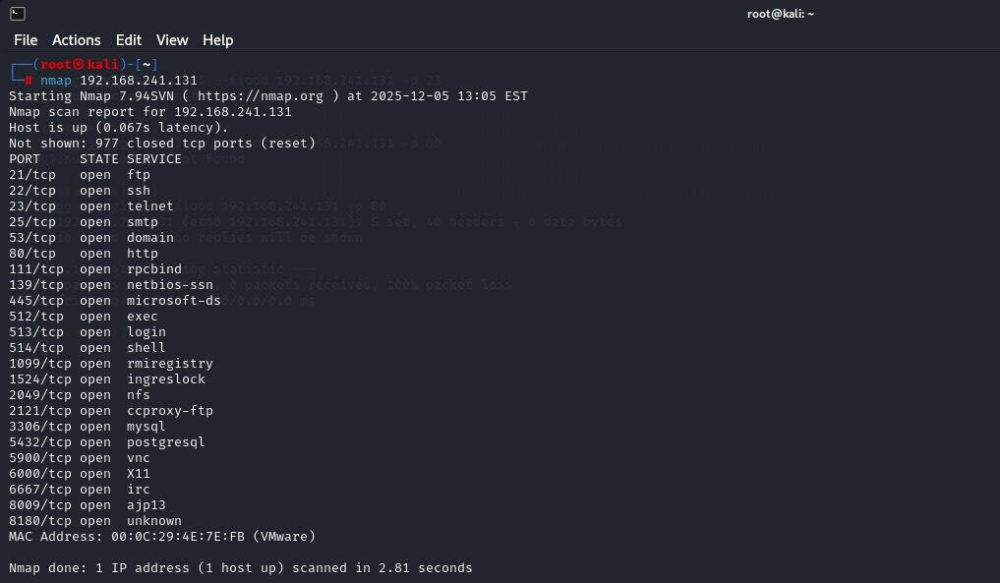 root@kali: ~
File Actions Edit View Help
┌──(root㉿kali)-[~]
└─# nmap 192.168.241.131
Starting Nmap 7.94SVN ( https://nmap.org ) at 2025-12-05 13:05 EST
Nmap scan report for 192.168.241.131
Host is up (0.067s latency).
Not shown: 977 closed tcp ports (reset)
PORT     STATE SERVICE
21/tcp   open  ftp
22/tcp   open  ssh
23/tcp   open  telnet
25/tcp   open  smtp
53/tcp   open  domain
80/tcp   open  http
111/tcp  open  rpcbind
139/tcp  open  netbios-ssn
445/tcp  open  microsoft-ds
512/tcp  open  exec
513/tcp  open  login
514/tcp  open  shell
1099/tcp open  rmiregistry
1524/tcp open  ingreslock
2049/tcp open  nfs
2121/tcp open  ccproxy-ftp
3306/tcp open  mysql
5432/tcp open  postgresql
5900/tcp open  vnc
6000/tcp open  X11
6667/tcp open  irc
8009/tcp open  ajp13
8180/tcp open  unknown
MAC Address: 00:0C:29:4E:7E:FB (VMware)
Nmap done: 1 IP address (1 host up) scanned in 2.81 seconds